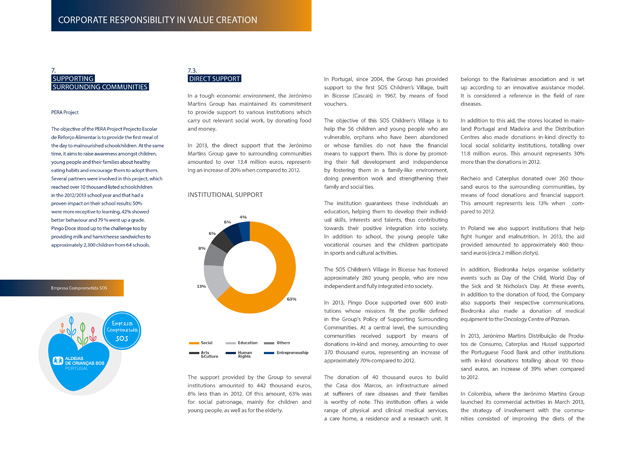 CORPORATE RESPONSIBILITY IN VALUE CREATION
7.
SUPPORTING
SURROUNDING COMMUNITIES
PERA Project
The objective of the PERA Project Projecto Escolar
de Reforço Alimentar is to provide the first meal of
the day to malnourished schoolchildren. At the same
time, it aims to raise awareness amongst children,
young people and their families about healthy
eating habits and encourage them to adopt them.
Several partners were involved in this project, which
reached over 10 thousand listed schoolchildren
in the 2012/2013 school year and that had a
proven impact on their school results: 50%
were more receptive to learning, 42% showed
better behaviour and 79 % went up a grade.
Pingo Doce stood up to the challenge too by
providing milk and ham/cheese sandwiches to
approximately 2,300 children from 64 schools.
Empresa Comprometida SOS
Empresa
Comprometida
SOS
ALDEIAS
DE CRIANÇAS SOS
PORTUGAL
7.3.
DIRECT SUPPORT
In a tough economic environment, the Jerónimo
Martins Group has maintained its commitment
to provide support to various institutions which
carry out relevant social work, by donating food
and money.
In 2013, the direct support that the Jerónimo
Martins Group gave to surrounding communities
amounted to over 13.4 million euros, represent-
ing an increase of 20% when compared to 2012.
INSTITUTIONAL SUPPORT
4%
6%
6%
8%
13%
63%
Social
Education
Others
Arts
&Culture
Human
Rights
Entrepreneurship
The support provided by the Group to several
institutions amounted to 442 thousand euros,
8% less than in 2012. Of this amount, 63% was
for social patronage, mainly for children and
young people, as well as for the elderly.
In Portugal, since 2004, the Group has provided
support to the first SOS Children's Village, built
in Bicesse (Cascais) in 1967, by means of food
vouchers.
The objective of this SOS Children's Village is to
help the 56 children and young people who are
vulnerable, orphans who have been abandoned
or whose families do not have the financial
means to support them. This is done by promot-
ing their full development and independence
by fostering them in a family-like environment,
doing prevention work and strengthening their
family and social ties.
The institution guarantees these individuals an
education, helping them to develop their individ-
ual skills, interests and talents, thus contributing
towards their positive integration into society.
In addition to school, the young people take
vocational courses and the children participate
in sports and cultural activities.
The SOS Children's Village in Bicesse has fostered
approximately 280 young people, who are now
independent and fully integrated into society.
In 2013, Pingo Doce supported over 600 insti-
tutions whose missions fit the profile defined
in the Group's Policy of Supporting Surrounding
Communities. At a central level, the surrounding
communities received support by means of
donations in-kind and money, amounting to over
370 thousand euros, representing an increase of
approximately 70% compared to 2012.
The donation of 40 thousand euros to build
the Casa dos Marcos, an infrastructure aimed
at sufferers of rare diseases and their families
is worthy of note. This institution offers a wide
range of physical and clinical medical services,
a care home, a residence and a research unit. It
belongs to the Raríssimas association and is set
up according to an innovative assistance model.
It is considered a reference in the field of rare
diseases.
In addition to this aid, the stores located in main-
land Portugal and Madeira and the Distribution
Centres also made donations in-kind directly to
local social solidarity institutions, totalling over
11.8 million euros. This amount represents 30%
more than the donations in 2012.
Recheio and Caterplus donated over 260 thou-
sand euros to the surrounding communities, by
means of food donations and financial support.
This amount represents less 13% when com-
pared to 2012.
In Poland we also support institutions that help
fight hunger and malnutrition. In 2013, the aid
provided amounted to approximately 460 thou-
sand euros (circa 2 million zlotys).
In addition, Biedronka helps organise solidarity
events such as Day of the Child, World Day of
the Sick and St Nicholas's Day. At these events,
in addition to the donation of food, the Company
also supports their respective communications.
Biedronka also made a donation of medical
equipment to the Oncology Centre of Poznan.
In 2013, Jerónimo Martins Distribuição de Produ-
tos de Consumo, Caterplus and Hussel supported
the Portuguese Food Bank and other institutions
with in-kind donations totalling about 90 thou-
sand euros, an increase of 39% when compared
to 2012.
In Colombia, where the Jerónimo Martins Group
launched its commercial activities in March 2013,
the strategy of involvement with the commu-
nities consisted of improving the diets of the